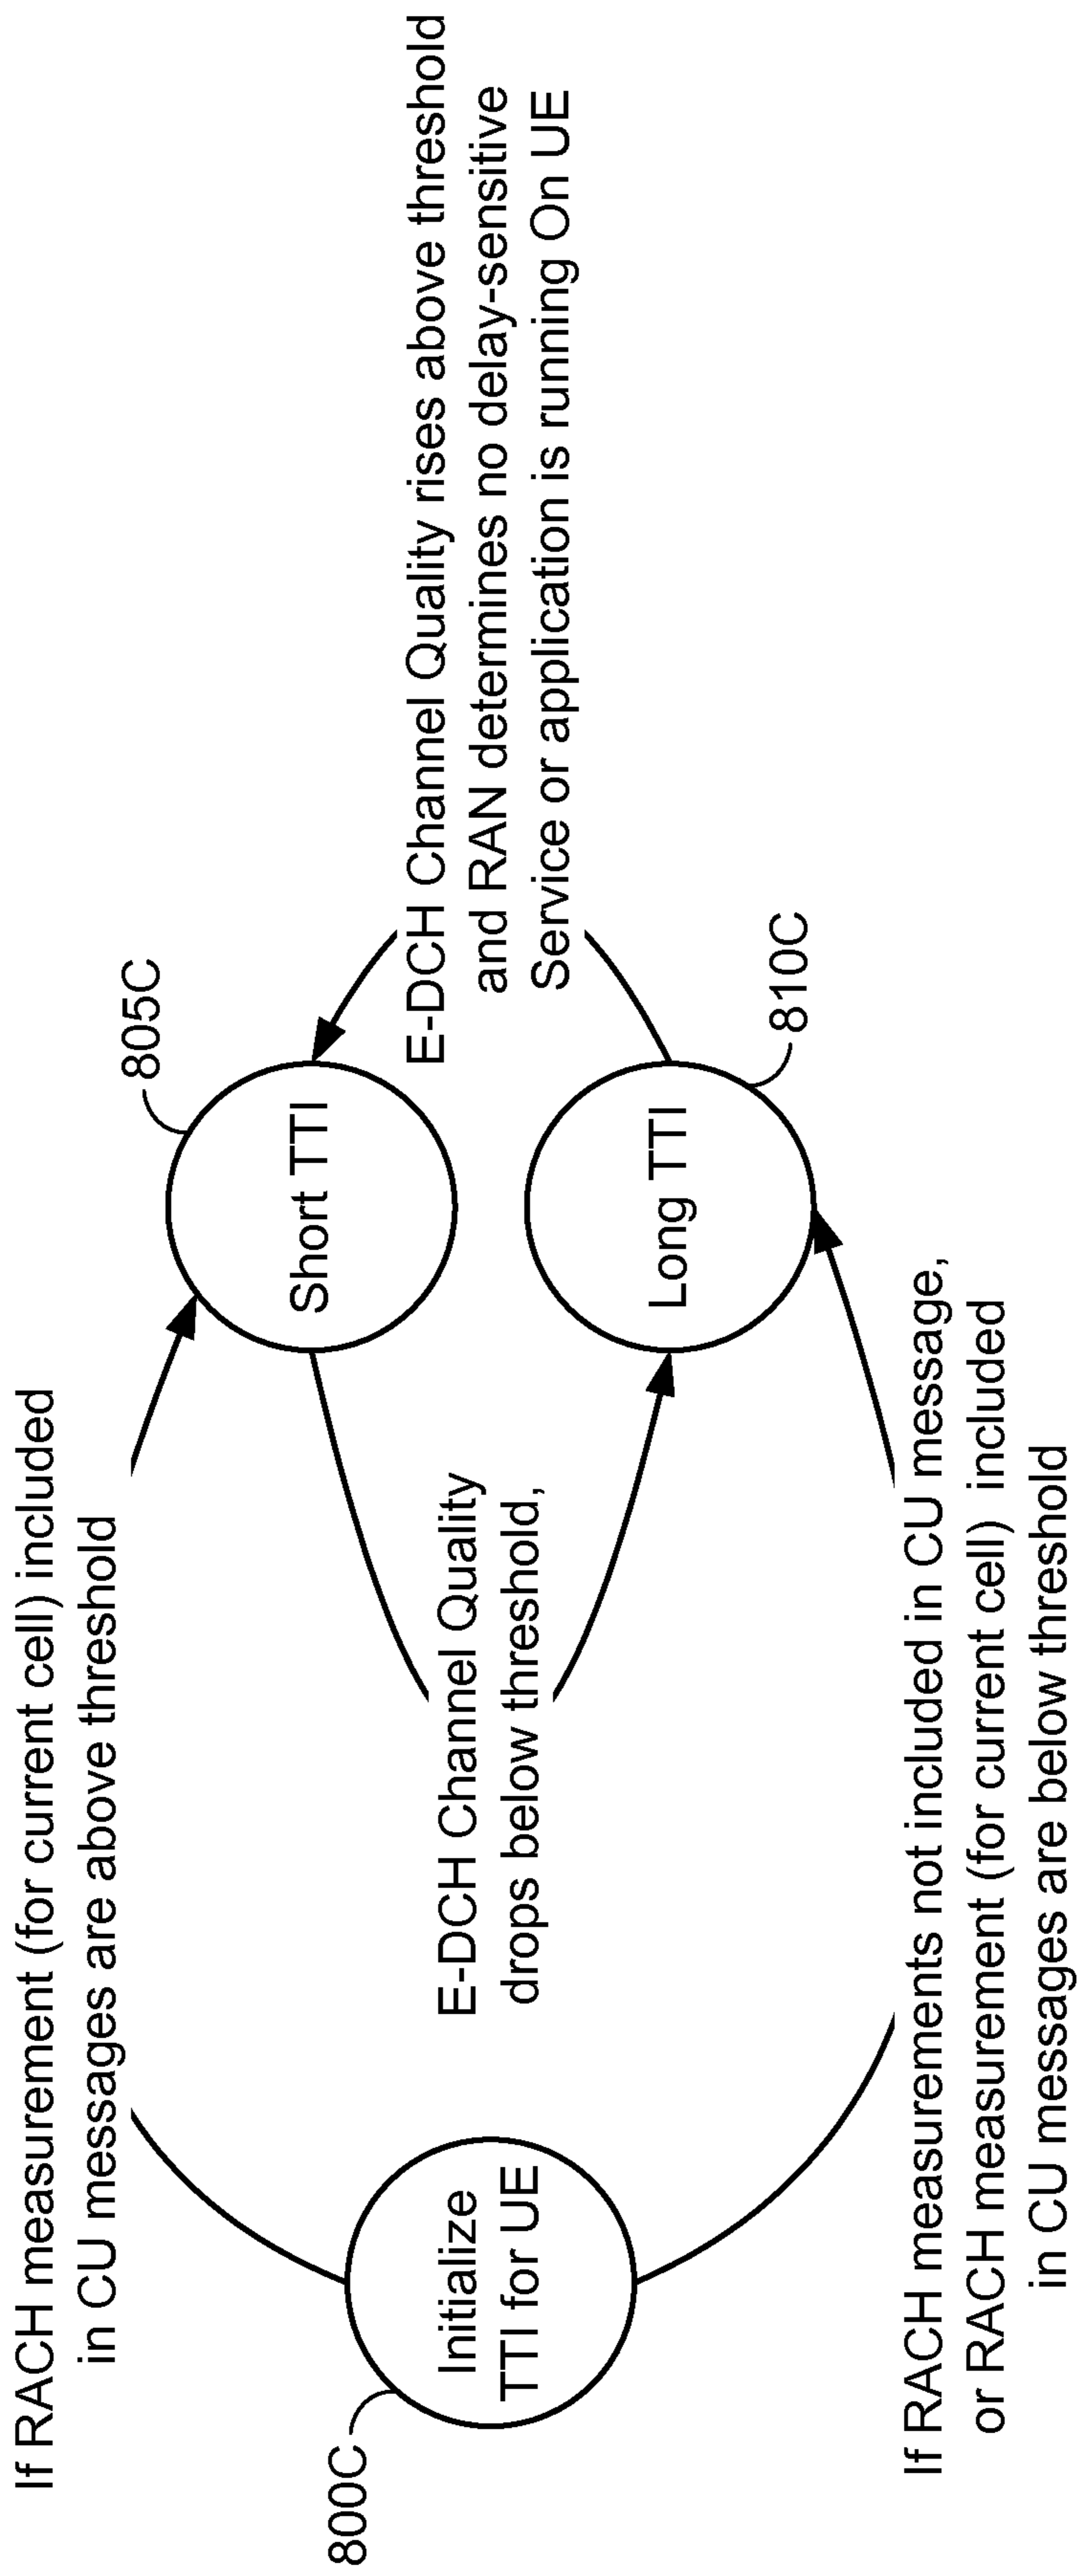 If RACH measurement (for current cell) included
in CU messages are above threshold
805C
Short TTI
E-DCH Channel Quality rises above threshold
and RAN determines no delay-sensitive
Service or application is running On UE
800C
Initialize
TTI for UE
E-DCH Channel Quality
drops below threshold,
Long TTI
810C
If RACH measurements not included in CU message,
or RACH measurement (for current cell) included
in CU messages are below threshold